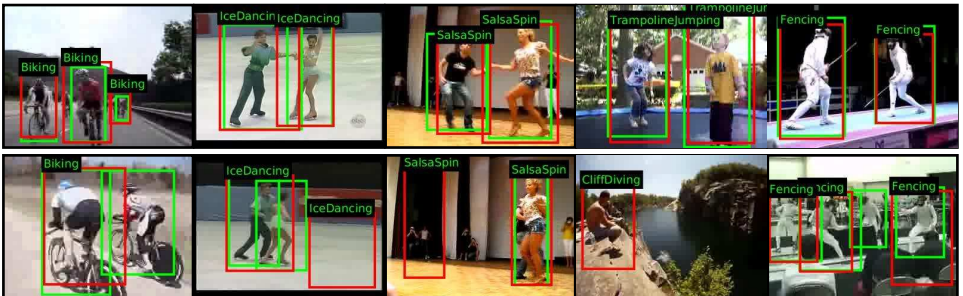 Biking
Biking
Biking
IceDancin
IceDancing
SalsaSpin
SalsaSpin
TrampolineJumping
TrampolineJur
Fencing
Fencing
Biking
IceDancing
IceDancing
SalsaSpin
SalsaSpin
CliffDiving
Fencing
ncing
Fencing